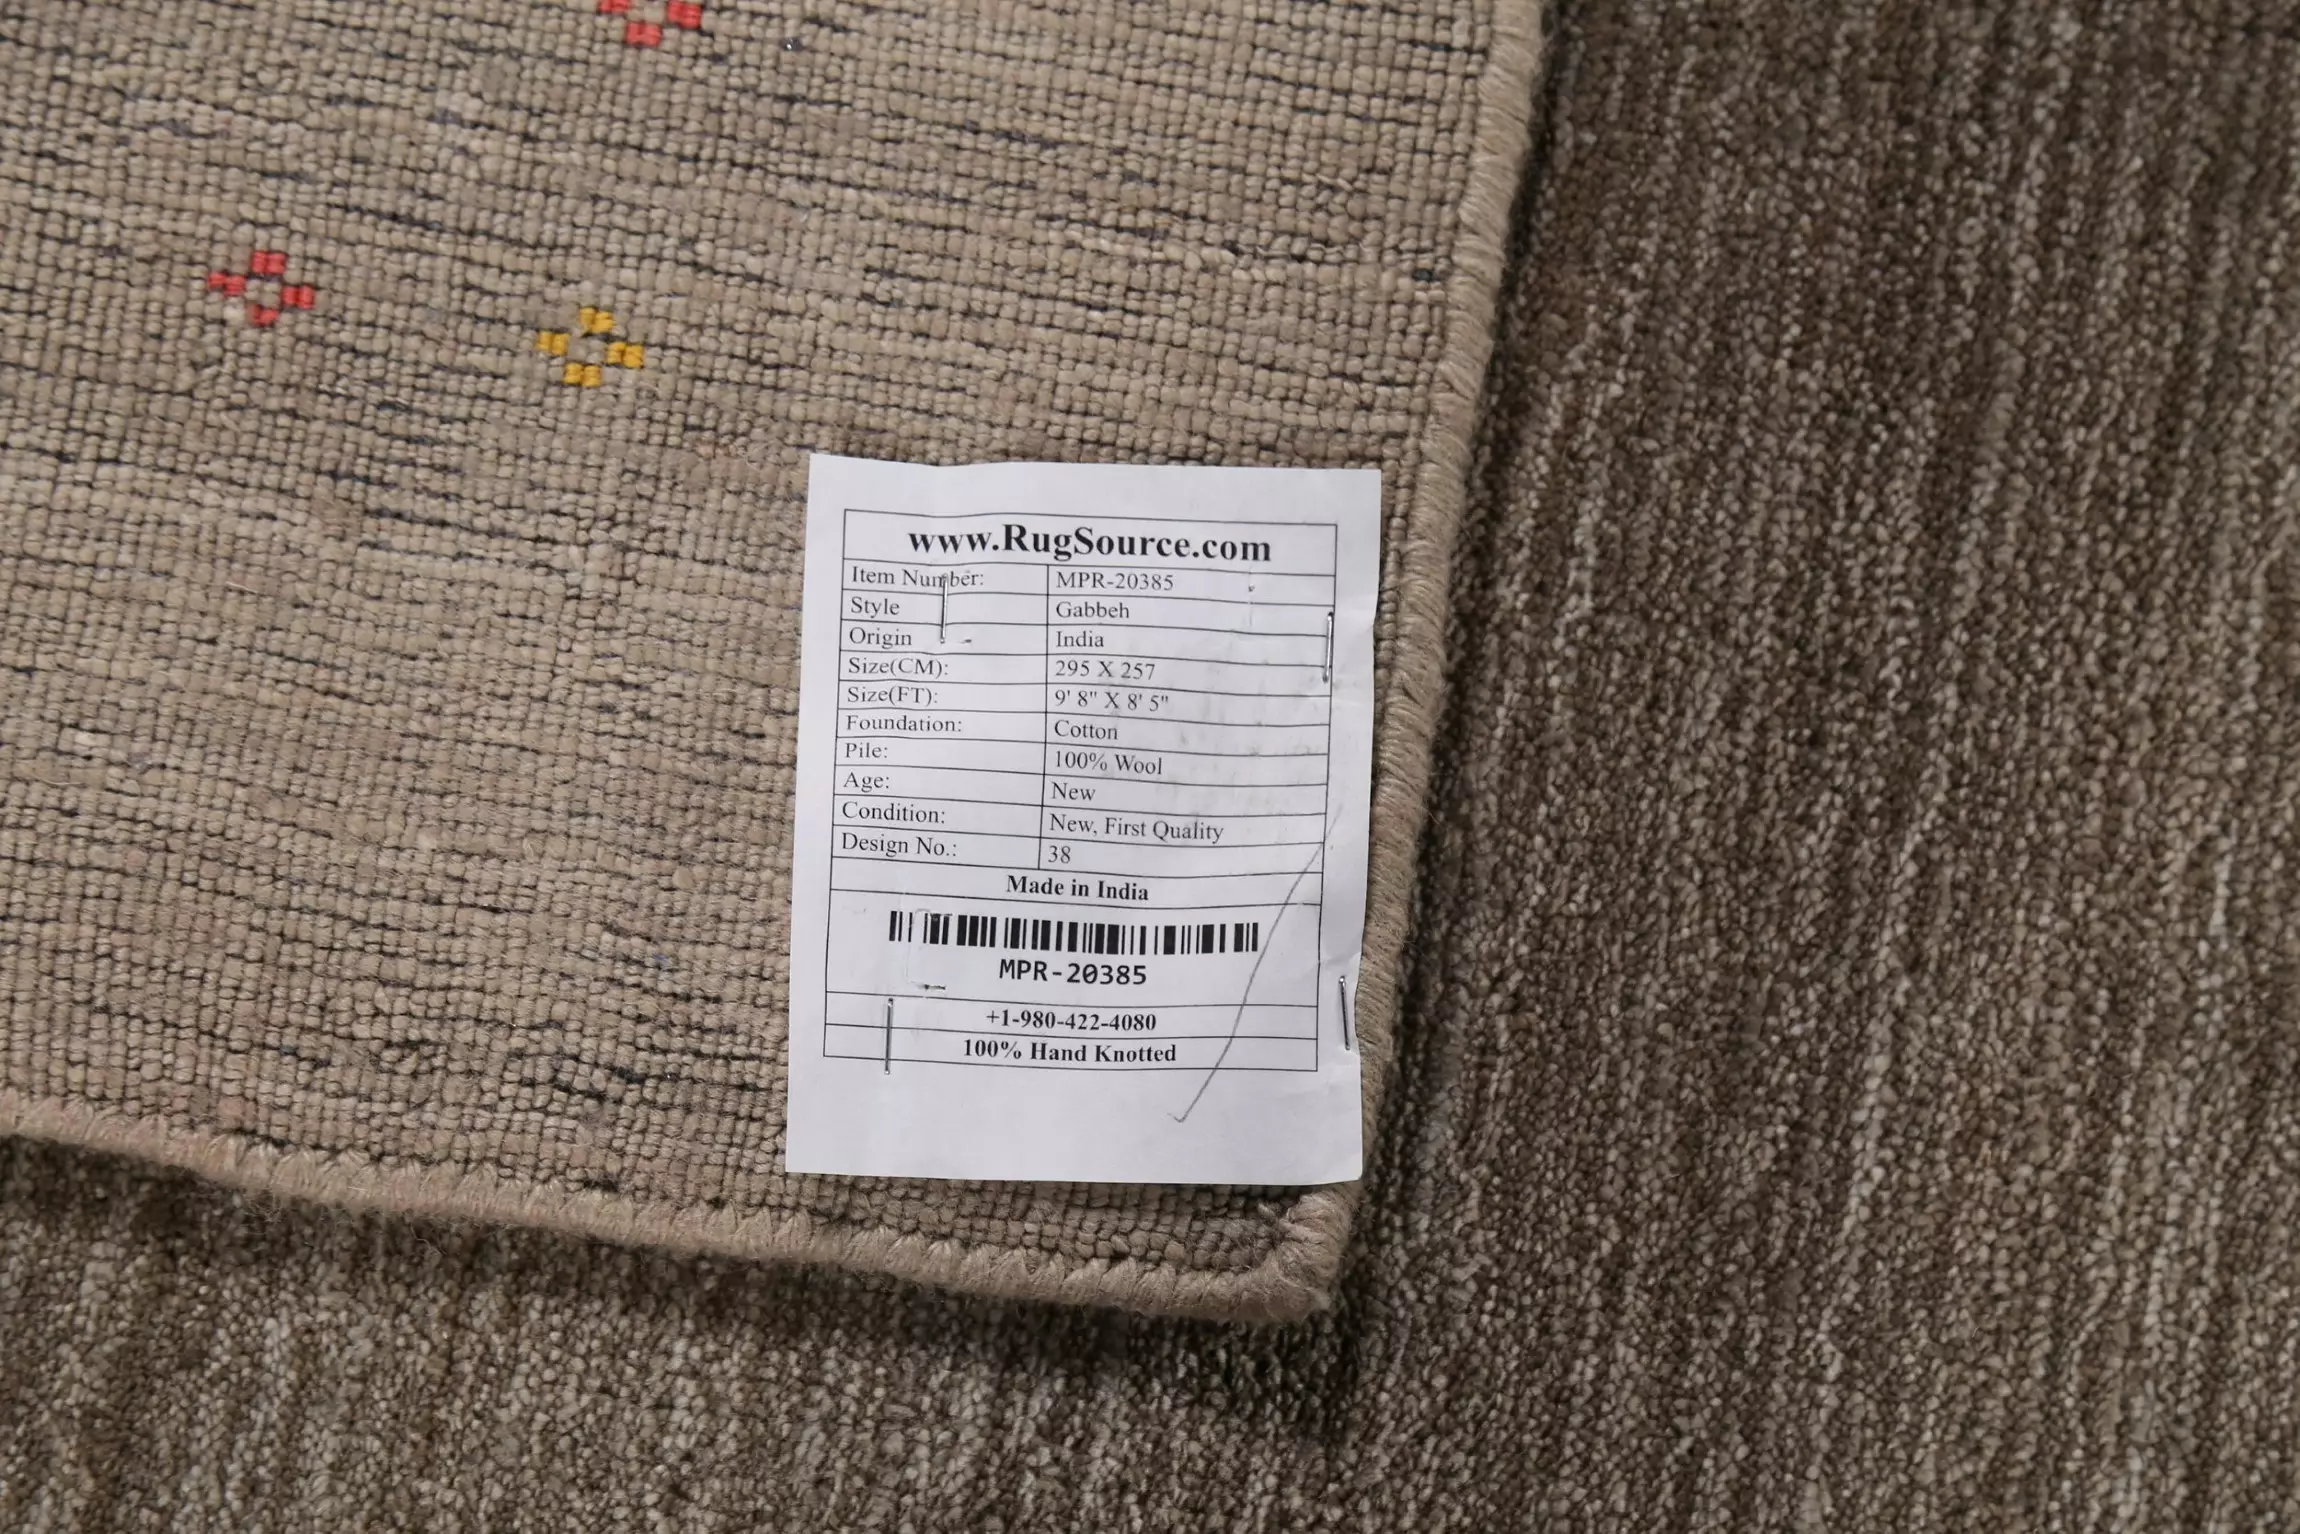 www.RugSource.com
Item Number: MPR-20385
Style Gabbeh
Origin India
Size(CM): 295 X 257
Size(FT): 9' 8" X 8' 5"
Foundation: Cotton
Pile: 100% Wool
Age: New
Condition: New, First Quality
Design No.: 38
Made in India
MPR-20385
+1-980-422-4080
100% Hand Knotted